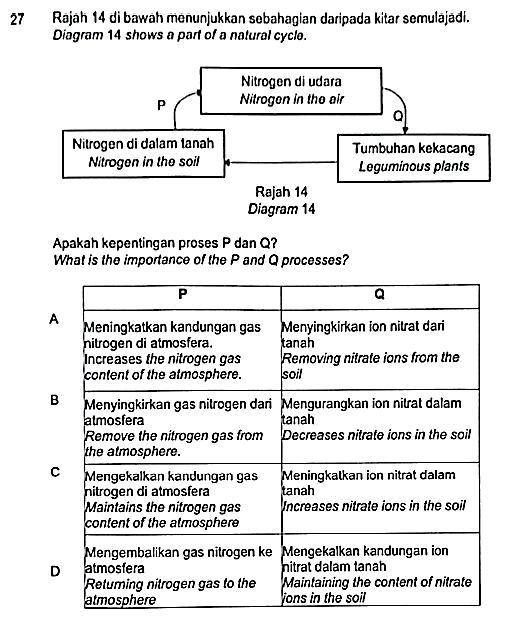 27 Rajah 14 di bawah menunjukkan sebahagian daripada kitar semulajadi.
Diagram 14 shows a part of a natural cycle.
Nitrogen di udara
Nitrogen in the air
P
Q
Nitrogen di dalam tanah
Nitrogen in the soil
Tumbuhan kekacang
Leguminous plants
Rajah 14
Diagram 14
Apakah kepentingan proses P dan Q?
What is the importance of the P and Q processes?
P Q
A
Meningkatkan kandungan gas
nitrogen di atmosfera.
Increases the nitrogen gas
content of the atmosphere.
Menyingkirkan ion nitrat dari
tanah
Removing nitrate ions from the
soil
B
Menyingkirkan gas nitrogen dari
atmosfera
Remove the nitrogen gas from
the atmosphere.
Mengurangkan ion nitrat dalam
tanah
Decreases nitrate ions in the soil
C
Mengekalkan kandungan gas
nitrogen di atmosfera
Maintains the nitrogen gas
content of the atmosphere
Meningkatkan ion nitrat dalam
tanah
Increases nitrate ions in the soil
D
Mengembalikan gas nitrogen ke
atmosfera
Returning nitrogen gas to the
atmosphere
Mengekalkan kandungan ion
nitrat dalam tanah
Maintaining the content of nitrate
ions in the soil